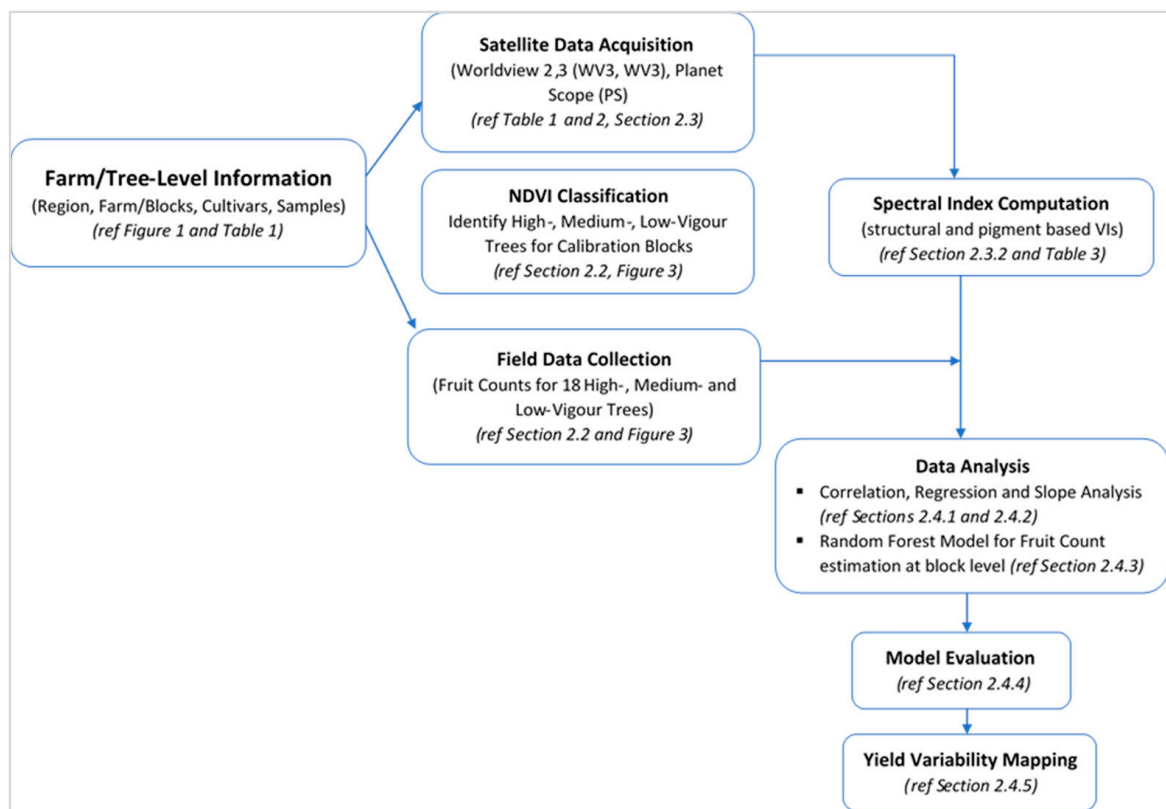 Satellite Data Acquisition
(Worldview 2,3 (WV3, WV3), Planet
Scope (PS)
(ref Table 1 and 2, Section 2.3)
Farm/Tree-Level Information
(Region, Farm/Blocks, Cultivars, Samples)
(ref Figure 1 and Table 1)
NDVI Classification
Identify High-, Medium-, Low-Vigour
Trees for Calibration Blocks
(ref Section 2.2, Figure 3)
Spectral Index Computation
(structural and pigment based VIs)
(ref Section 2.3.2 and Table 3)
Field Data Collection
(Fruit Counts for 18 High-, Medium- and
Low-Vigour Trees)
(ref Section 2.2 and Figure 3)
Data Analysis
▪ Correlation, Regression and Slope Analysis
(ref Sections 2.4.1 and 2.4.2)
▪ Random Forest Model for Fruit Count
estimation at block level (ref Section 2.4.3)
Model Evaluation
(ref Section 2.4.4)
Yield Variability Mapping
(ref Section 2.4.5)